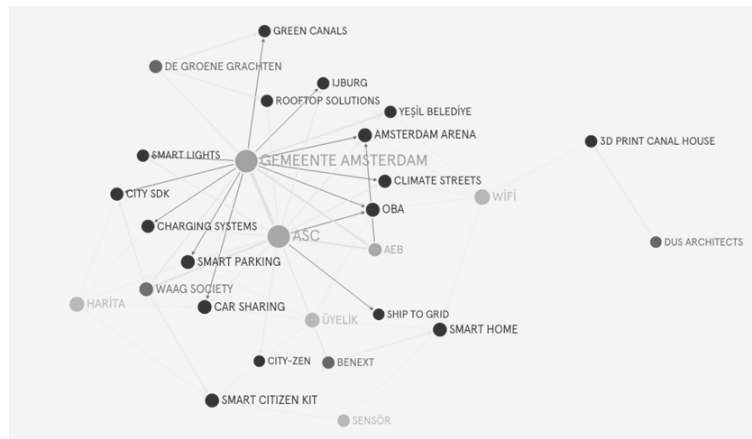 GREEN CANALS
DE GROENE GRACHTEN
IJBURG
ROOFTOP SOLUTIONS
YEŞİL BELEDİYE
AMSTERDAM ARENA
3D PRINT CANAL HOUSE
SMART LIGHTS
GEMEENTE AMSTERDAM
CLIMATE STREETS
CITY SDK
WİFİ
OBA
CHARGING SYSTEMS
ASC
DUS ARCHITECTS
AEB
SMART PARKING
WAAG SOCIETY
HARİTA
CAR SHARING
SHIP TO GRID
ÜYELİK
SMART HOME
CITY-ZEN
BENEXT
SMART CITIZEN KIT
SENSÖR